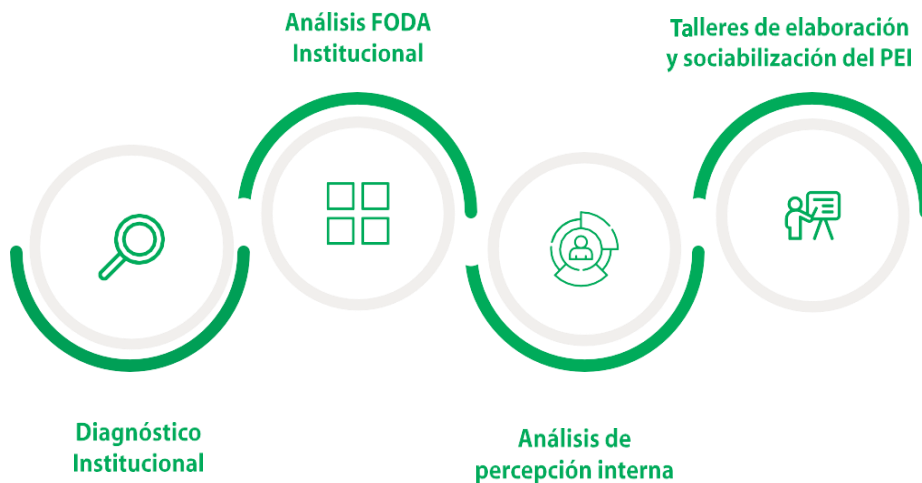 Análisis FODA
Institucional
Talleres de elaboración
y sociabilización del PEI
Diagnóstico
Institucional
Análisis de
percepción interna